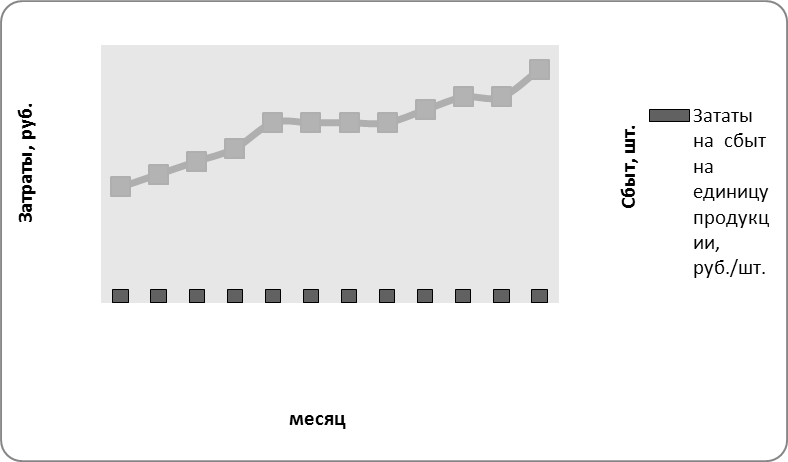 Затраты, руб.
Сбыт, шт.
Зататы
на сбыт
на
единицу
продукц
ии,
руб./шт.
месяц